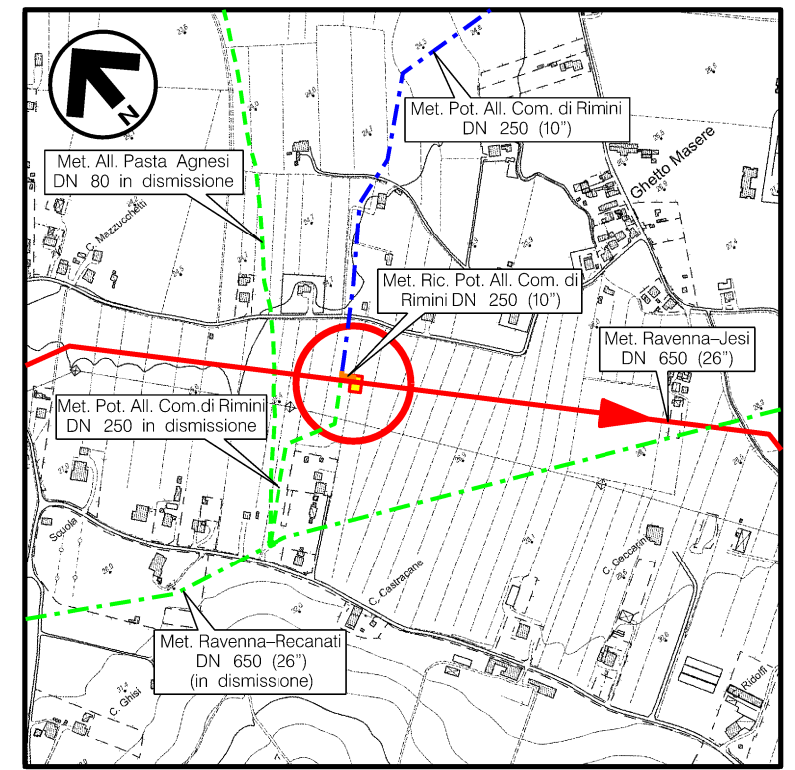 N
Met. Pot. All. Com. di Rimini
DN 250 (10")
Met. All. Pasta Agnesi
DN 80 in dismissione
Ghetto Masere
C. Mazzucchetti
Met. Ric. Pot. All. Com. di
Rimini DN 250 (10")
Met. Ravenna–Jesi
DN 650 (26")
Met. Pot. All. Com.di Rimini
DN 250 in dismissione
Scuola
C. Castracane
C. Ceccarini
Met. Ravenna–Recanati
DN 650 (26")
(in dismissione)
C. Ghisi
Ridolfi